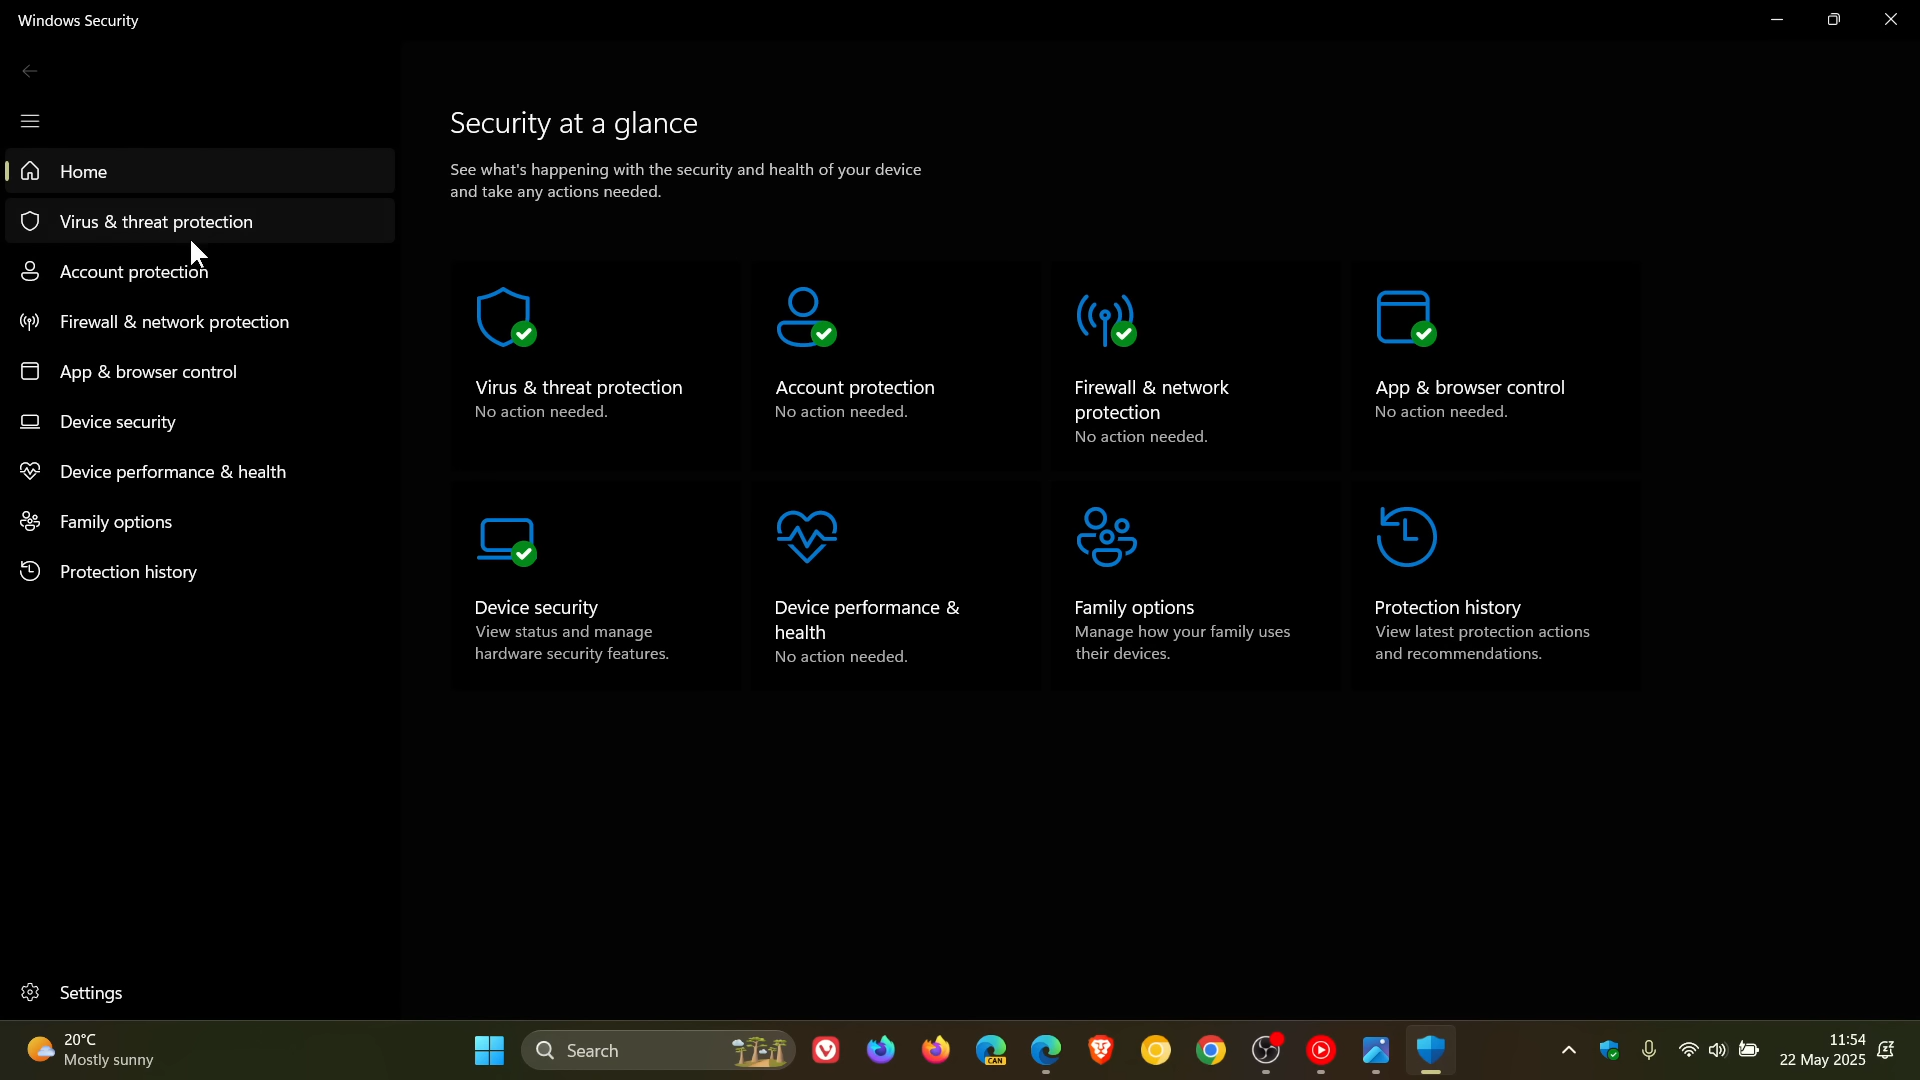 Windows Security
Home
Virus & threat protection
Account protection
Firewall & network protection
App & browser control
Device security
Device performance & health
Family options
Protection history
Settings
Security at a glance
See what's happening with the security and health of your device
and take any actions needed.
Virus & threat protection
No action needed.
Account protection
No action needed.
Firewall & network
protection
No action needed.
App & browser control
No action needed.
Device security
View status and manage
hardware security features.
Device performance &
health
No action needed.
Family options
Manage how your family uses
their devices.
Protection history
View latest protection actions
and recommendations.
20°C
Mostly sunny
Search
CAN
11:54
22 May 2025